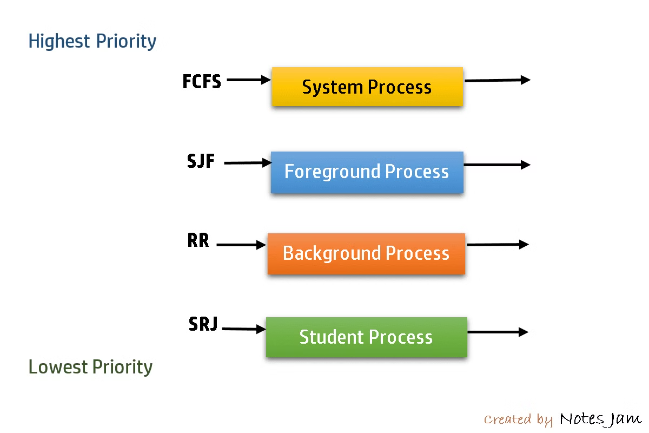 Highest Priority
FCFS
System Process
SJF
Foreground Process
RR
Background Process
SRJ
Student Process
Lowest Priority
Created by Notes Jam